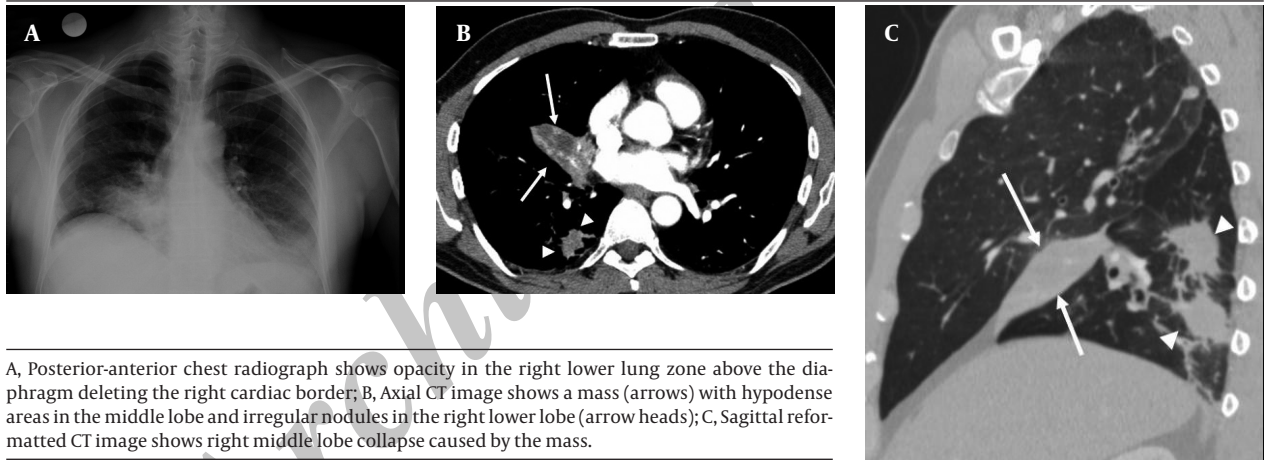 A
B
C
A, Posterior-anterior chest radiograph shows opacity in the right lower lung zone above the dia-
phragm deleting the right cardiac border; B, Axial CT image shows a mass (arrows) with hypodense
areas in the middle lobe and irregular nodules in the right lower lobe (arrow heads); C, Sagittal refor-
matted CT image shows right middle lobe collapse caused by the mass.